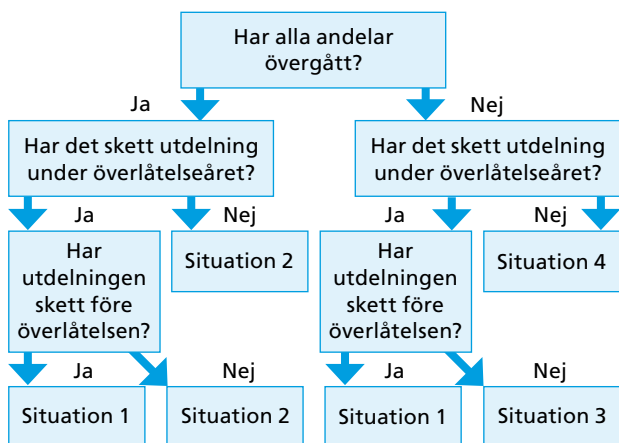 Har alla andelar
övergått?
Ja
Nej
Har det skett utdelning
under överlåtelseåret?
Har det skett utdelning
under överlåtelseåret?
Ja
Nej
Ja
Nej
Har
utdelningen
skett före
överlåtelsen?
Situation 2
Har
utdelningen
skett före
överlåtelsen?
Situation 4
Ja
Nej
Ja
Nej
Situation 1
Situation 2
Situation 1
Situation 3